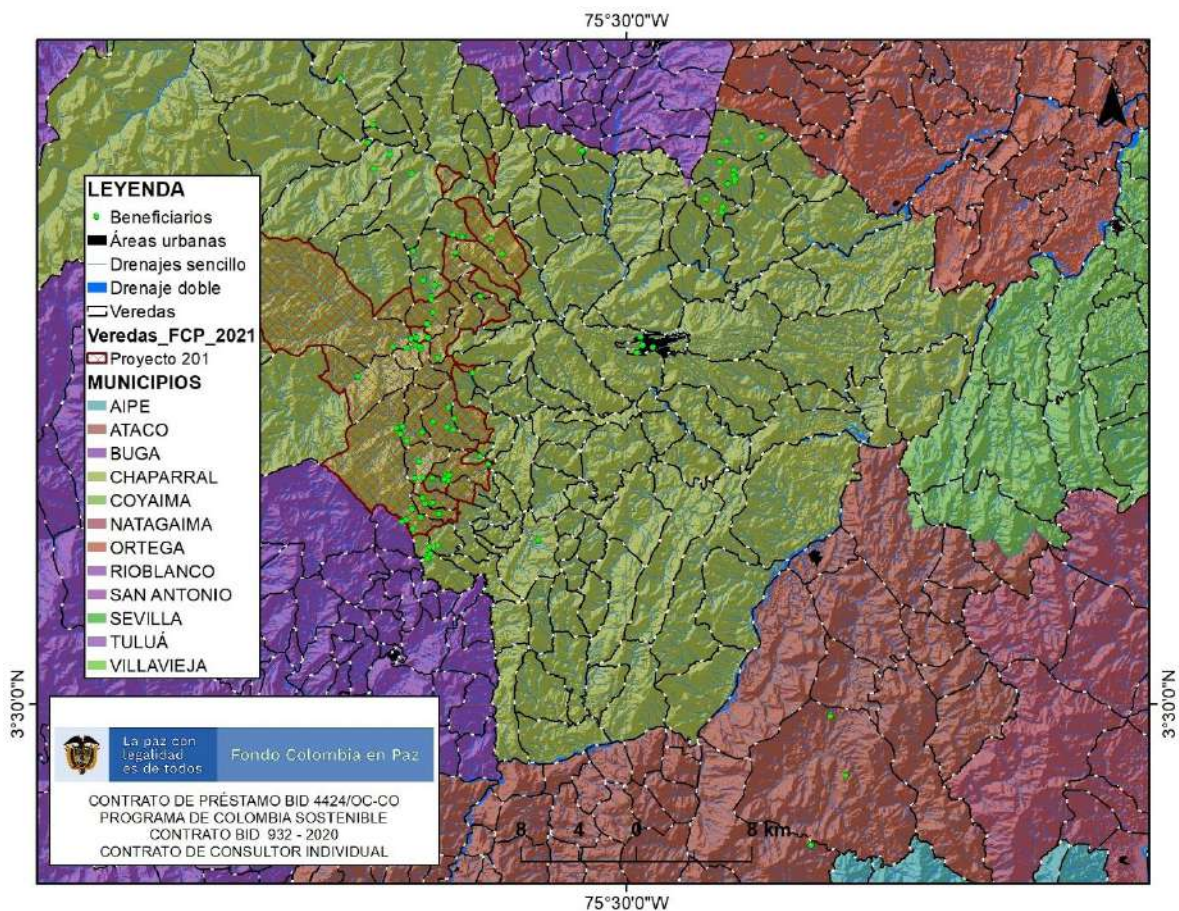 75°30'0"W
LEYENDA
Beneficiarios
Áreas urbanas
Drenajes sencillo
Drenaje doble
Veredas
Veredas_FCP_2021
Proyecto 201
MUNICIPIOS
AIPE
ATACO
BUGA
CHAPARRAL
COYAIMA
NATAGAIMA
ORTEGA
RIOBLANCO
SAN ANTONIO
SEVILLA
TULUÁ
VILLAVIEJA
3°30'0"N
3°30'0"N
La paz con
legalidad
es de todos
Fondo Colombia en Paz
CONTRATO DE PRÉSTAMO BID 4424/OC-CO
PROGRAMA DE COLOMBIA SOSTENIBLE
CONTRATO BID 932 - 2020
CONTRATO DE CONSULTOR INDIVIDUAL
8 4 0 8 km
75°30'0"W